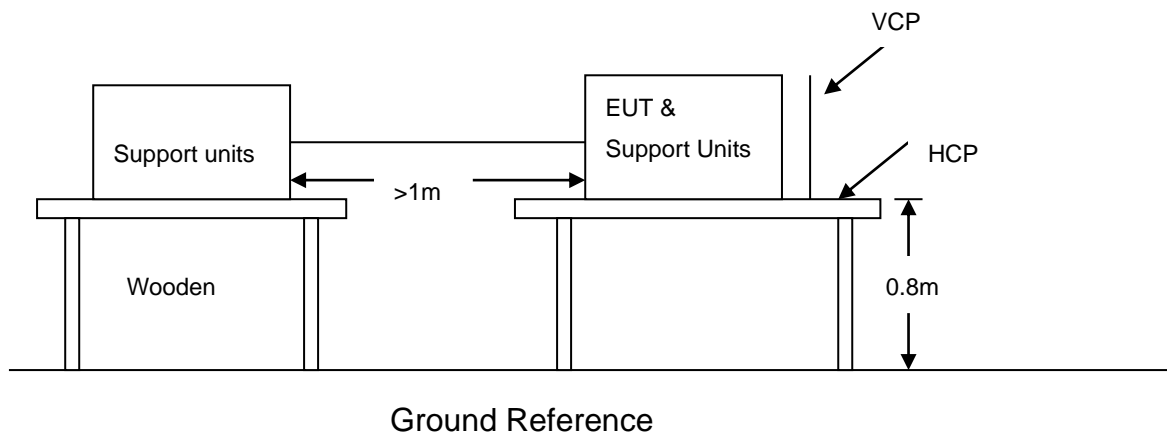 VCP
EUT &
Support Units
Support units
HCP
>1m
Wooden
0.8m
Ground Reference